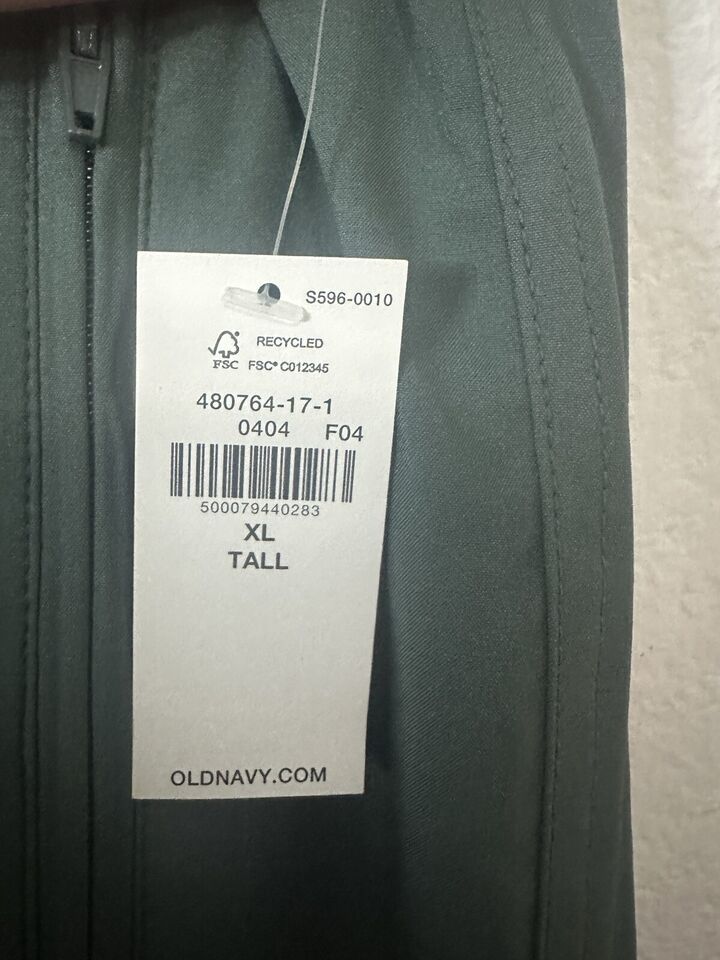 S596-0010
RECYCLED
FSC FSC® C012345
480764-17-1
0404 F04
500079440283
XL
TALL
OLDNAVY.COM